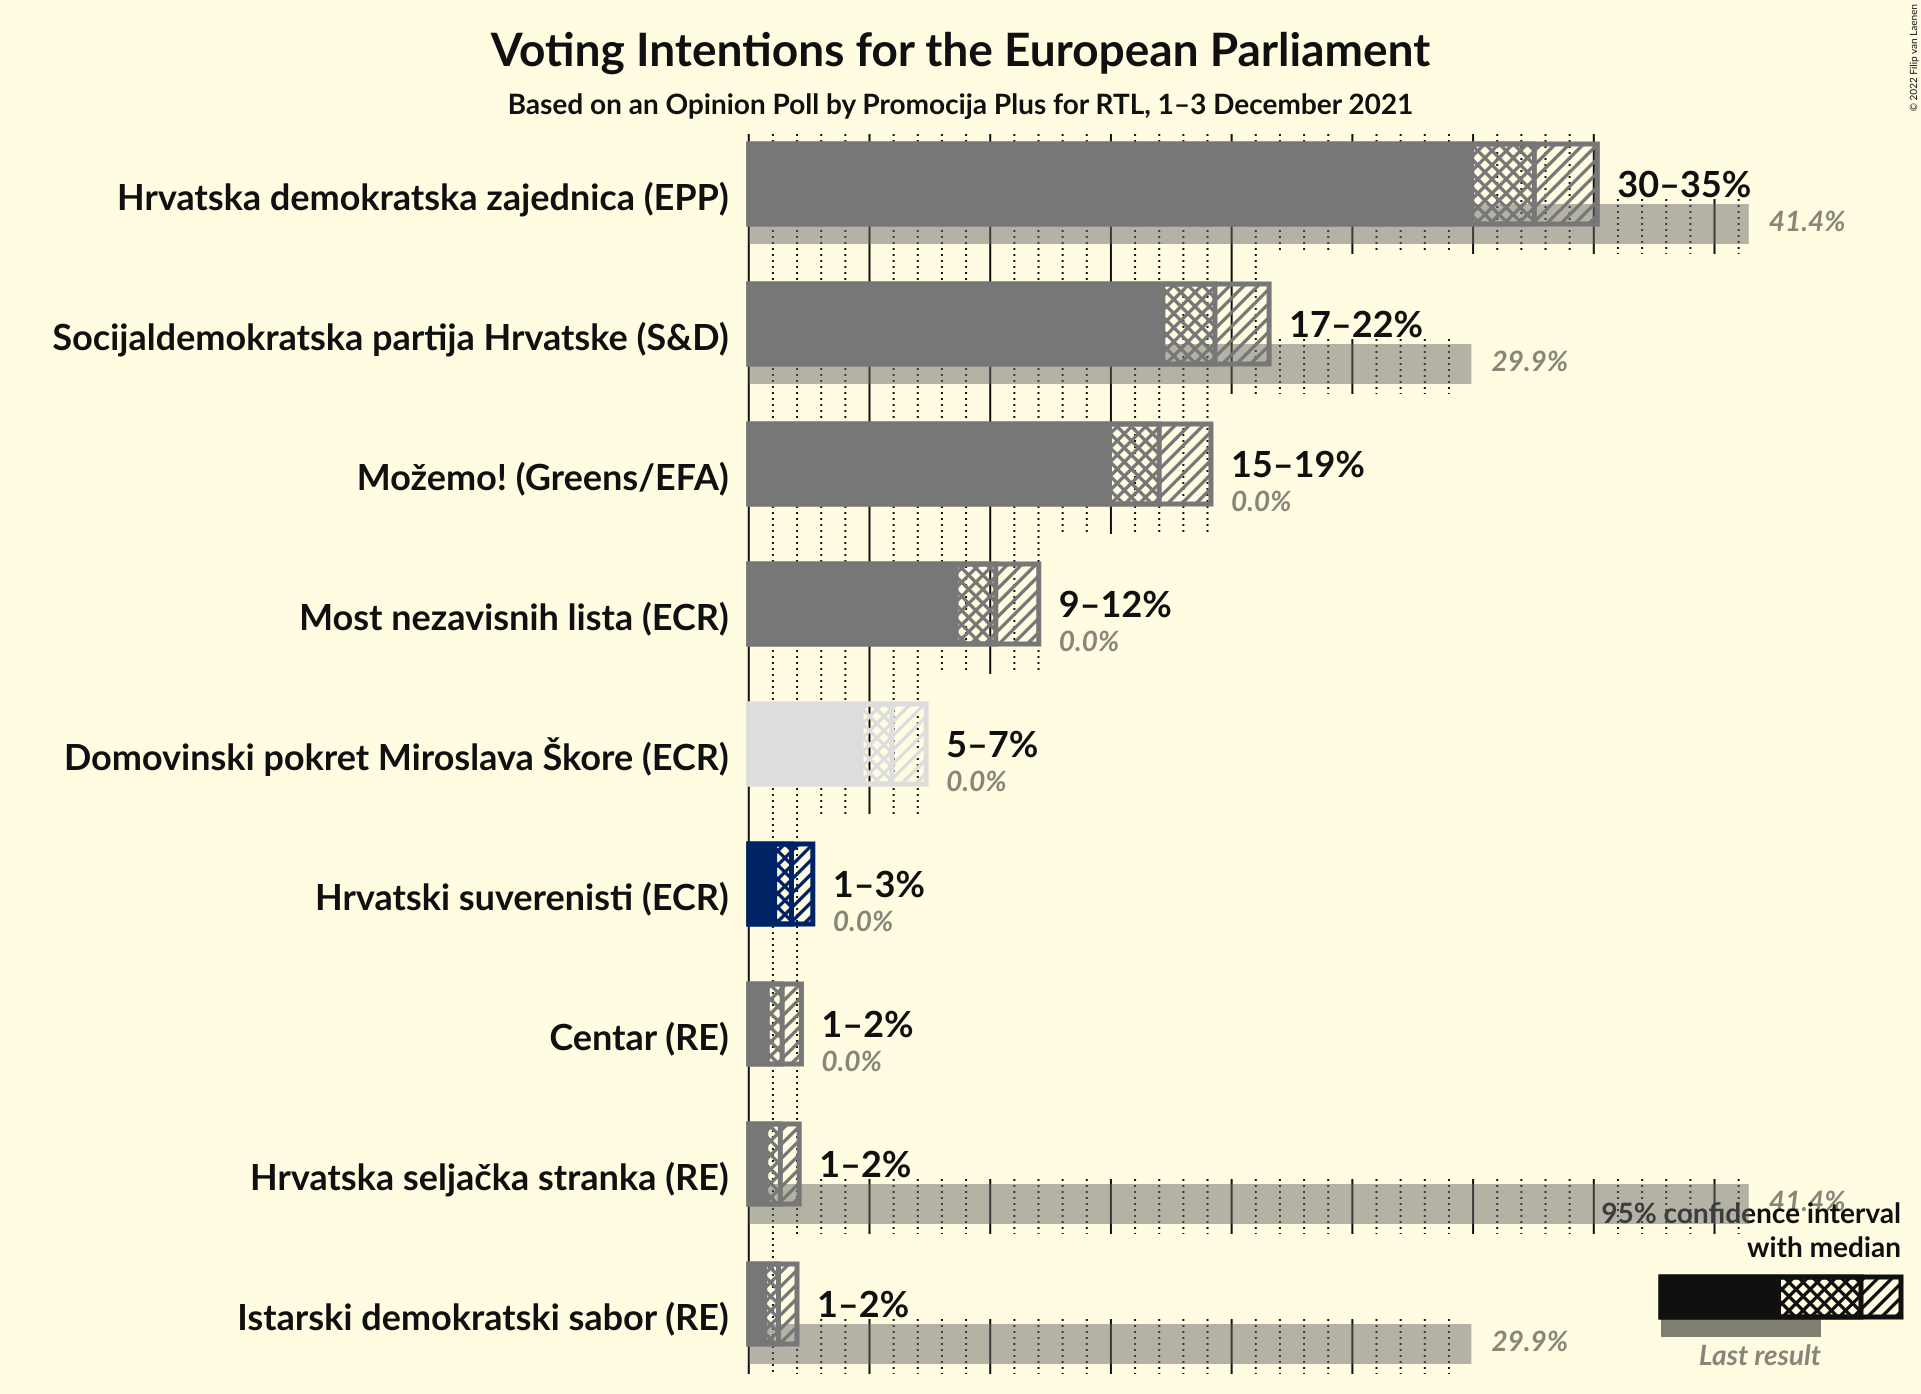 © 2022 Filip van Laenen
Voting Intentions for the European Parliament
Based on an Opinion Poll by Promocija Plus for RTL, 1–3 December 2021
Hrvatska demokratska zajednica (EPP)
30–35%
41.4%
Socijaldemokratska partija Hrvatske (S&D)
17–22%
29.9%
Možemo! (Greens/EFA)
15–19%
0.0%
Most nezavisnih lista (ECR)
9–12%
0.0%
Domovinski pokret Miroslava Škore (ECR)
5–7%
0.0%
Hrvatski suverenisti (ECR)
1–3%
0.0%
Centar (RE)
1–2%
0.0%
Hrvatska seljačka stranka (RE)
1–2%
41.4%
Istarski demokratski sabor (RE)
1–2%
29.9%
95% confidence interval
with median
Last result